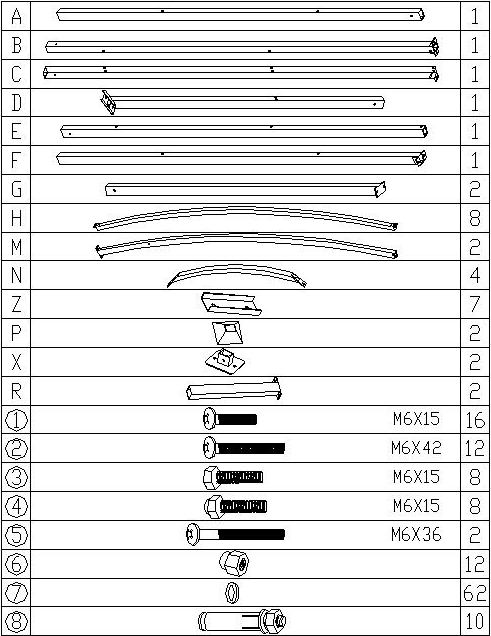 A 1
B 1
C 1
D 1
E 1
F 1
G 2
H 8
M 2
N 4
Z 7
P 2
X 2
R 2
① M6X15 16
② M6X42 12
③ M6X15 8
④ M6X15 8
⑤ M6X36 2
⑥ 12
⑦ 62
⑧ 10